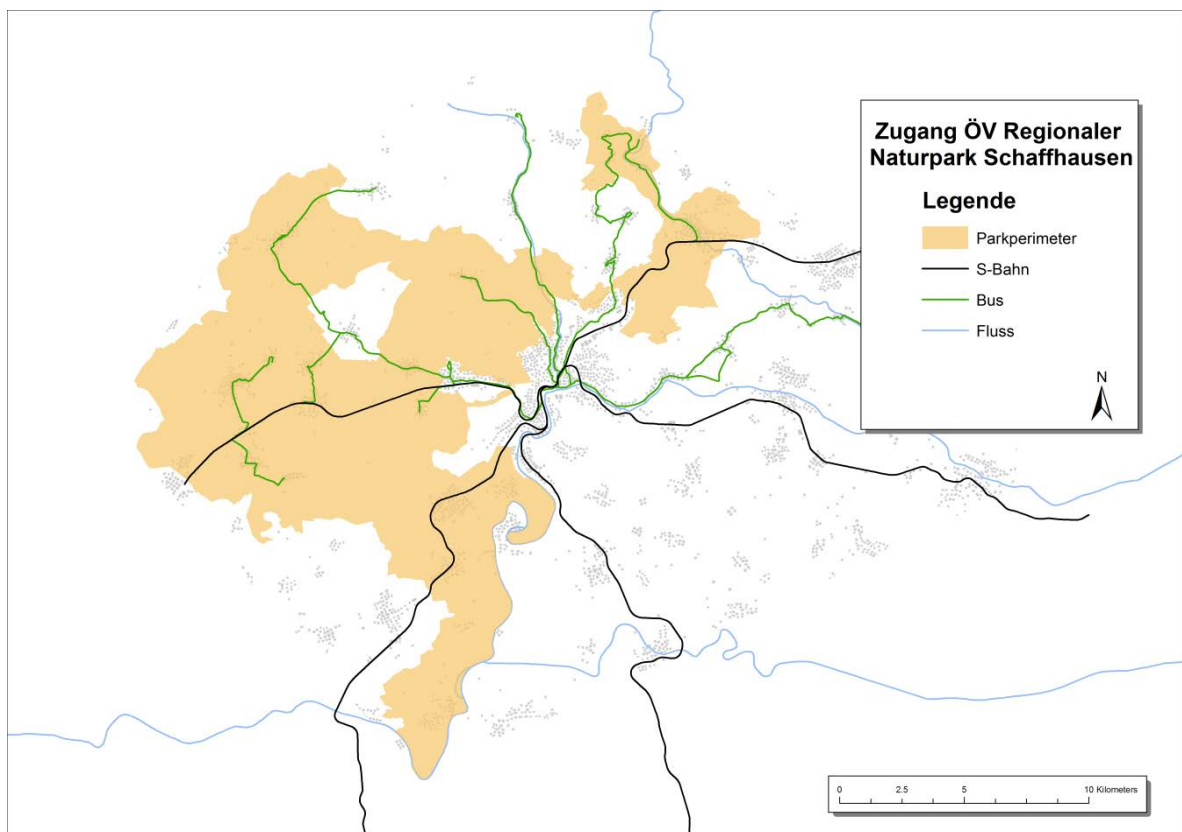 Zugang ÖV Regionaler
Naturpark Schaffhausen
Legende
Parkperimeter
S-Bahn
Bus
Fluss
N
0 2.5 5 10 Kilometers